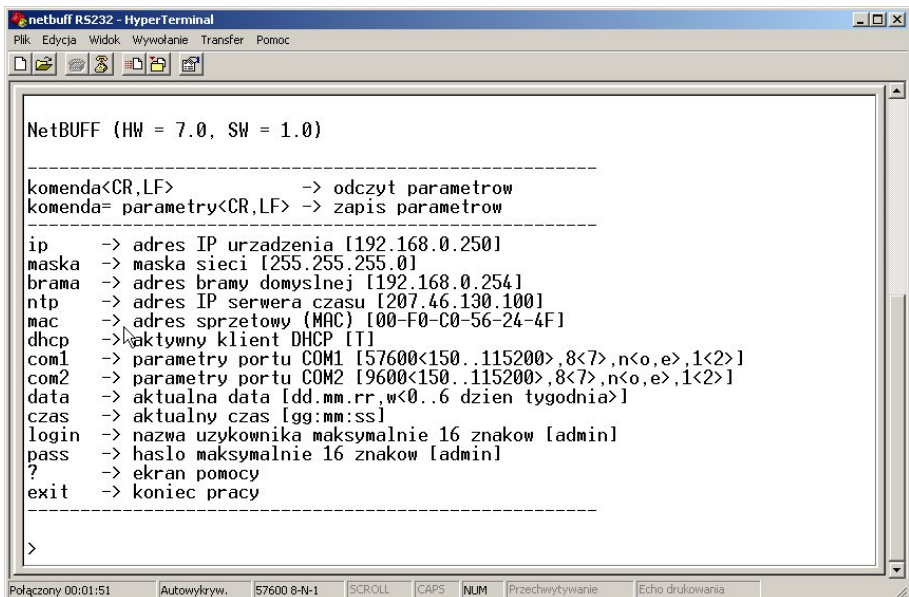 netbuff RS232 - HyperTerminal
Plik Edycja Widok Wywołanie Transfer Pomoc
NetBUFF (HW = 7.0, SW = 1.0)
------------------------------------------------------
komenda<CR,LF> -> odczyt parametrow
komenda= parametry<CR,LF> -> zapis parametrow
------------------------------------------------------
ip -> adres IP urzadzenia [192.168.0.250]
maska -> maska sieci [255.255.255.0]
brama -> adres bramy domyslnej [192.168.0.254]
ntp -> adres IP serwera czasu [207.46.130.100]
mac -> adres sprzetowy (MAC) [00-F0-C0-56-24-4F]
dhcp -> aktywny klient DHCP [T]
com1 -> parametry portu COM1 [57600<150..115200>,8<7>,n<o,e>,1<2>]
com2 -> parametry portu COM2 [9600<150..115200>,8<7>,n<o,e>,1<2>]
data -> aktualna data [dd.mm.rr,w<0..6 dzien tygodnia>]
czas -> aktualny czas [gg:mm:ss]
login -> nazwa uzykownika maksymalnie 16 znakow [admin]
pass -> haslo maksymalnie 16 znakow [admin]
? -> ekran pomocy
exit -> koniec pracy
------------------------------------------------------
>
Połączony 00:01:51 Autowykryw. 57600 8-N-1 SCROLL CAPS NUM Przechwytywanie Echo drukowania